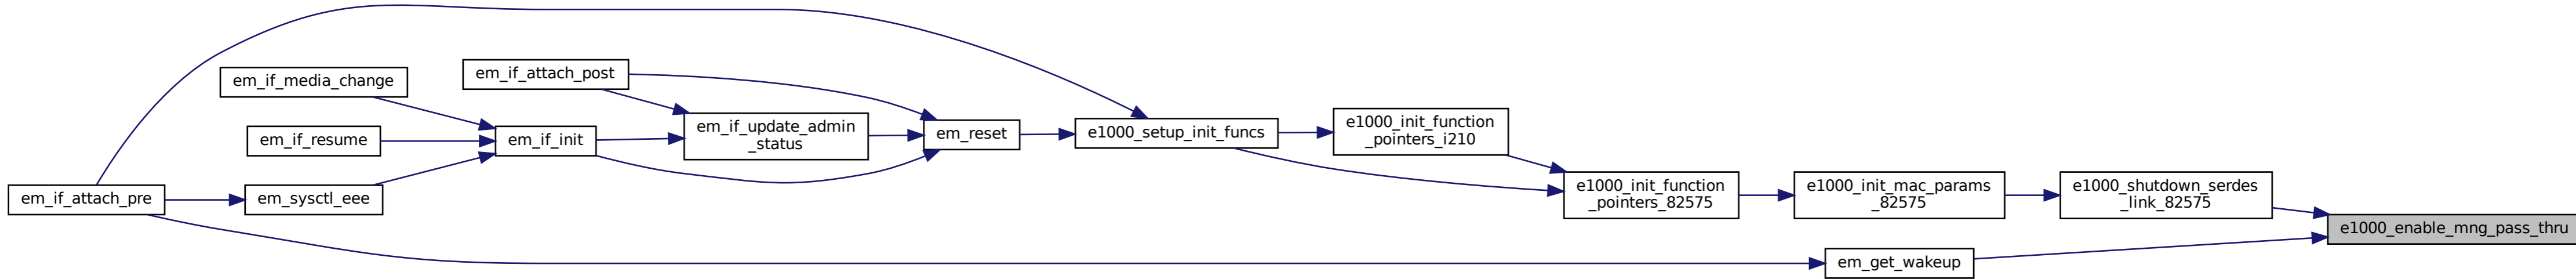 em_if_attach_pre
em_if_media_change
em_if_resume
em_sysctl_eee
em_if_attach_post
em_if_init
em_if_update_admin
_status
em_reset
e1000_setup_init_funcs
e1000_init_function
_pointers_i210
e1000_init_function
_pointers_82575
e1000_init_mac_params
_82575
e1000_shutdown_serdes
_link_82575
em_get_wakeup
e1000_enable_mng_pass_thru